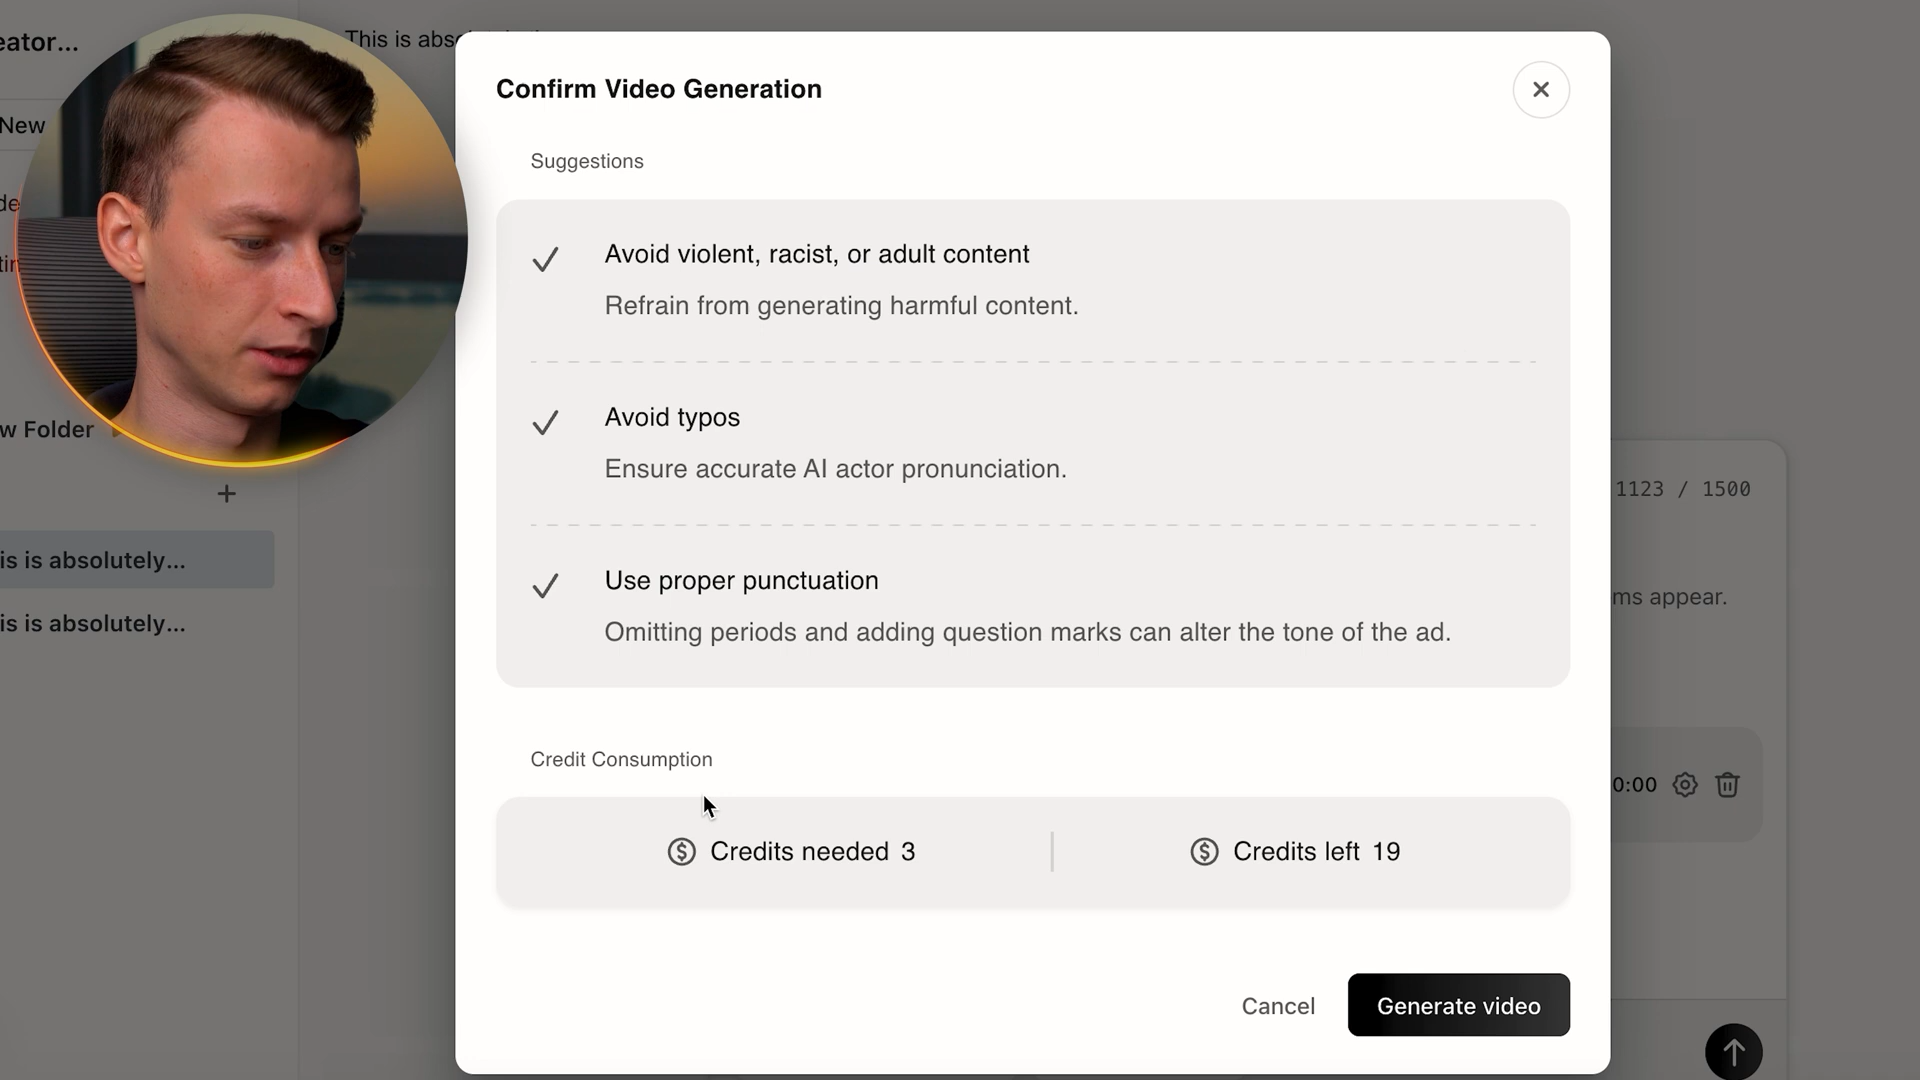 eator...
This is abs
Confirm Video Generation
New
Suggestions
Avoid violent, racist, or adult content
Refrain from generating harmful content.
Avoid typos
Ensure accurate AI actor pronunciation.
w Folder
1123 / 1500
is is absolutely...
Use proper punctuation
Omitting periods and adding question marks can alter the tone of the ad.
ms appear.
is is absolutely...
Credit Consumption
0:00
Credits needed 3
Credits left 19
Cancel
Generate video